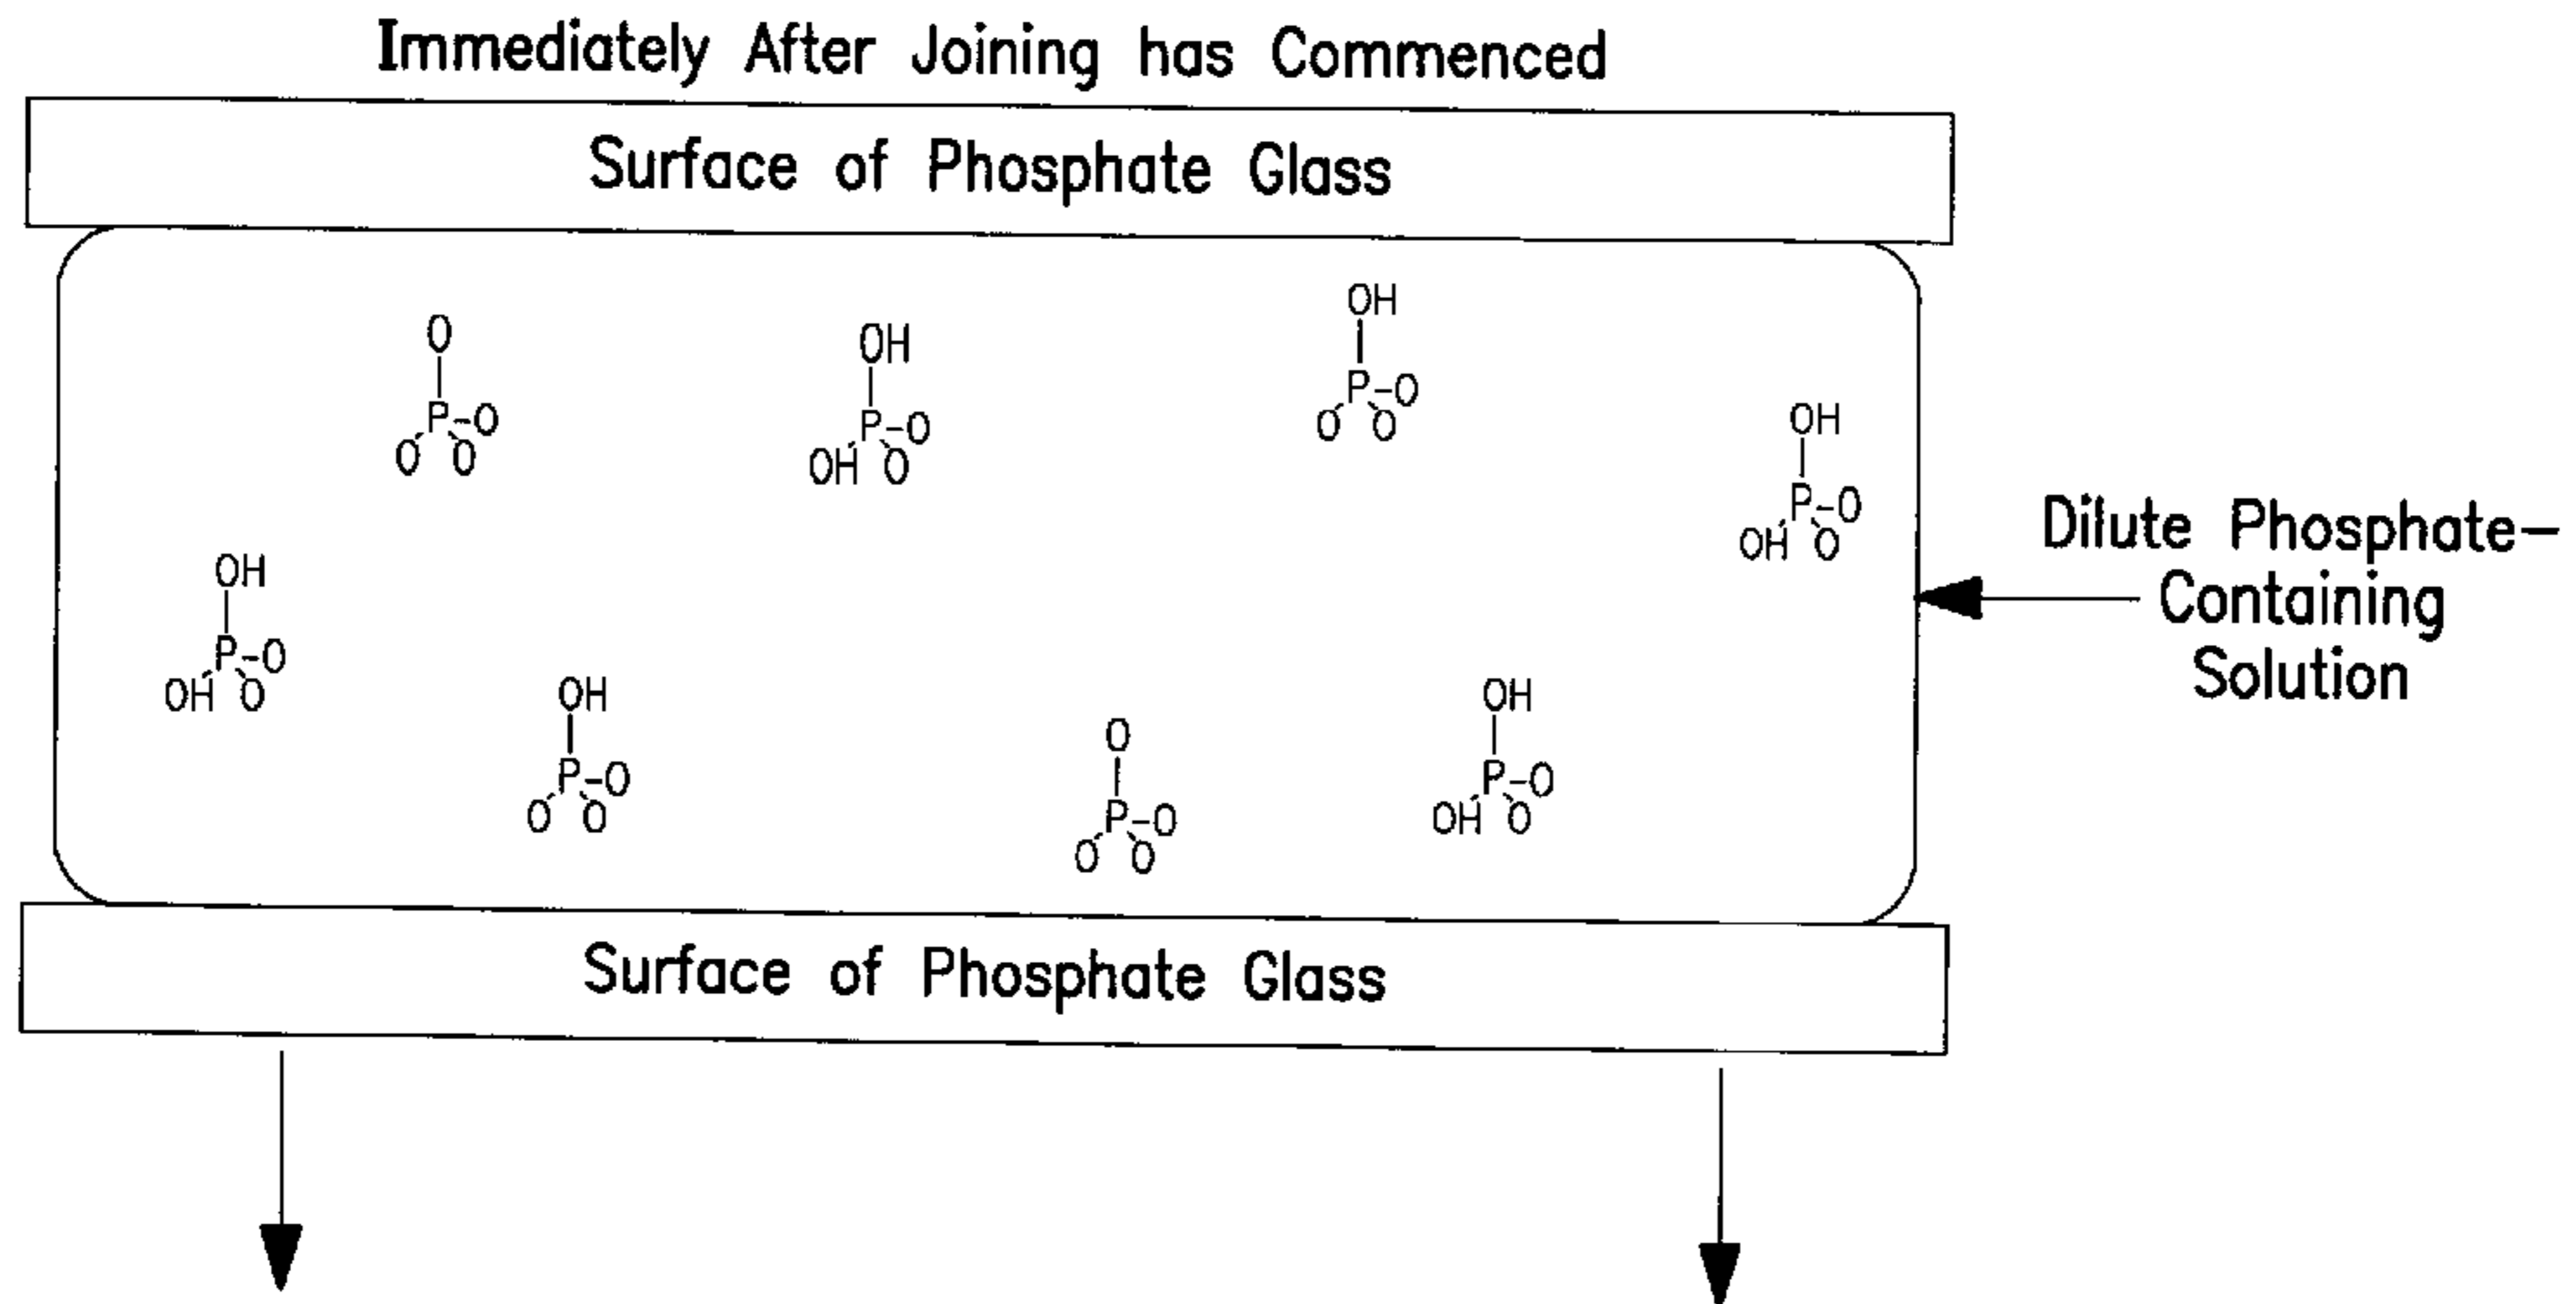 Immediately After Joining has Commenced
Surface of Phosphate Glass
OH
O
OH
P-O
O O
OH
P-O
O O
P-O
OH O
OH
P-O
OH O
Dilute Phosphate-
Containing
Solution
OH
P-O
OH O
OH
P-O
O O
O
P-O
O O
OH
P-O
OH O
Surface of Phosphate Glass